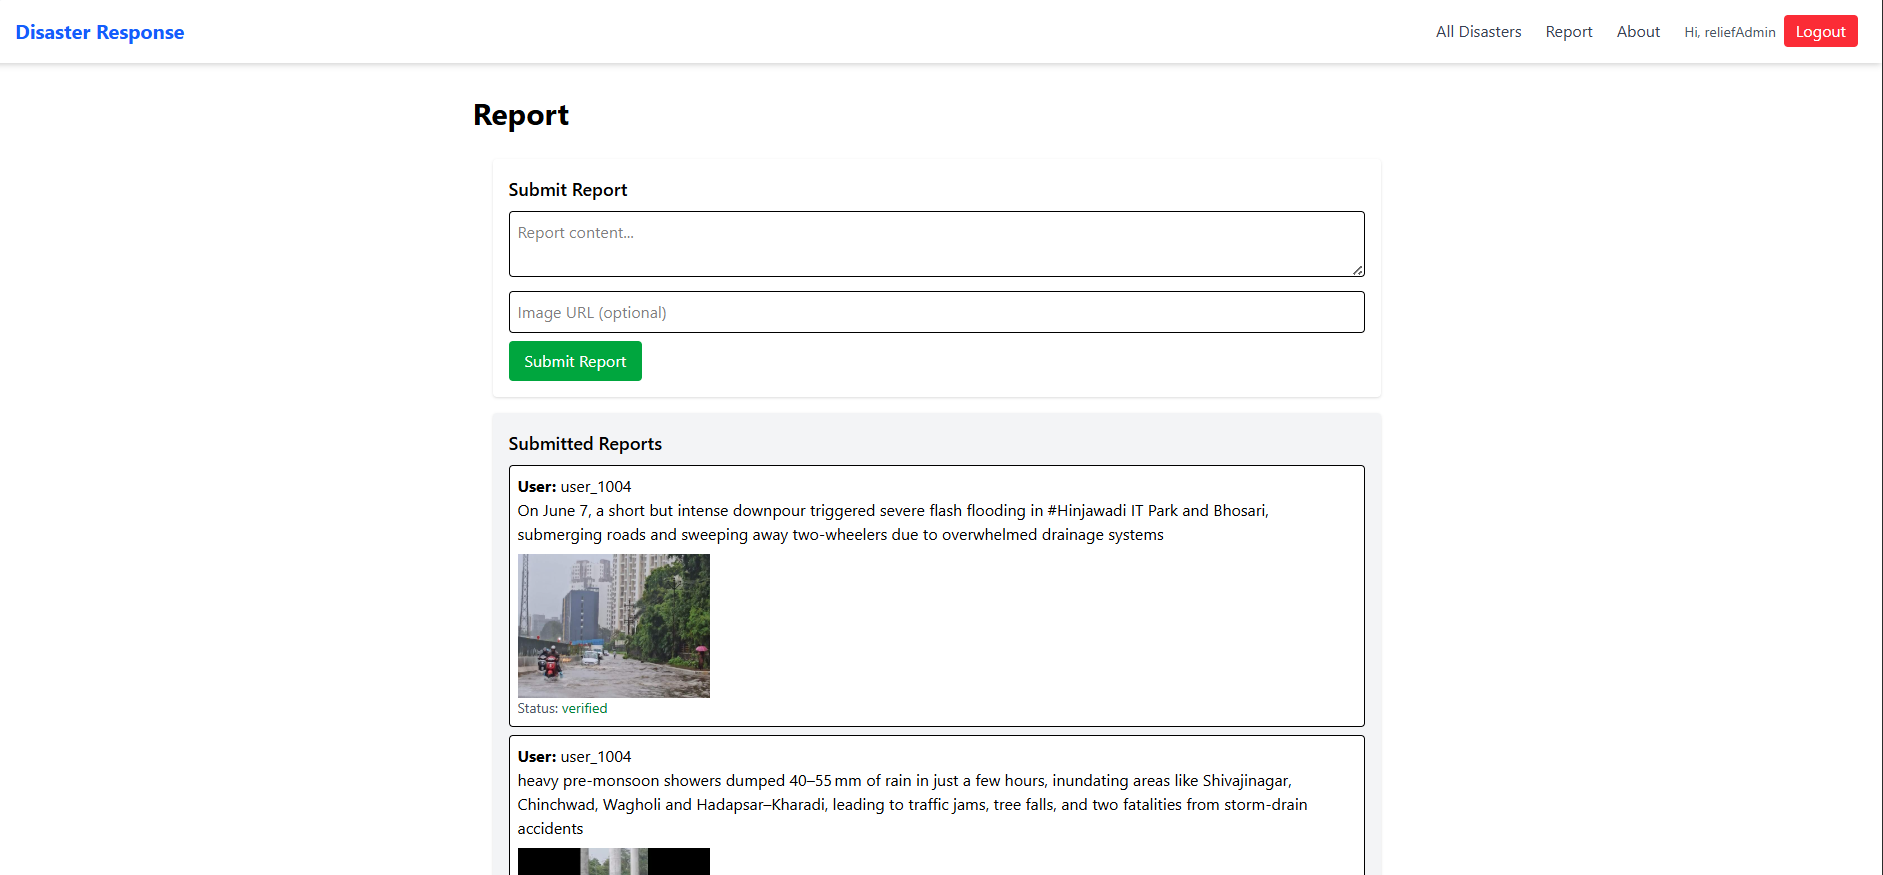 Disaster Response
All Disasters
Report
About
Hi, reliefAdmin
Logout
Report
Submit Report
Report content...
Image URL (optional)
Submit Report
Submitted Reports
User: user_1004
On June 7, a short but intense downpour triggered severe flash flooding in #Hinjawadi IT Park and Bhosari,
submerging roads and sweeping away two-wheelers due to overwhelmed drainage systems
Status: verified
User: user_1004
heavy pre-monsoon showers dumped 40–55 mm of rain in just a few hours, inundating areas like Shivajinagar,
Chinchwad, Wagholi and Hadapsar–Kharadi, leading to traffic jams, tree falls, and two fatalities from storm-drain
accidents